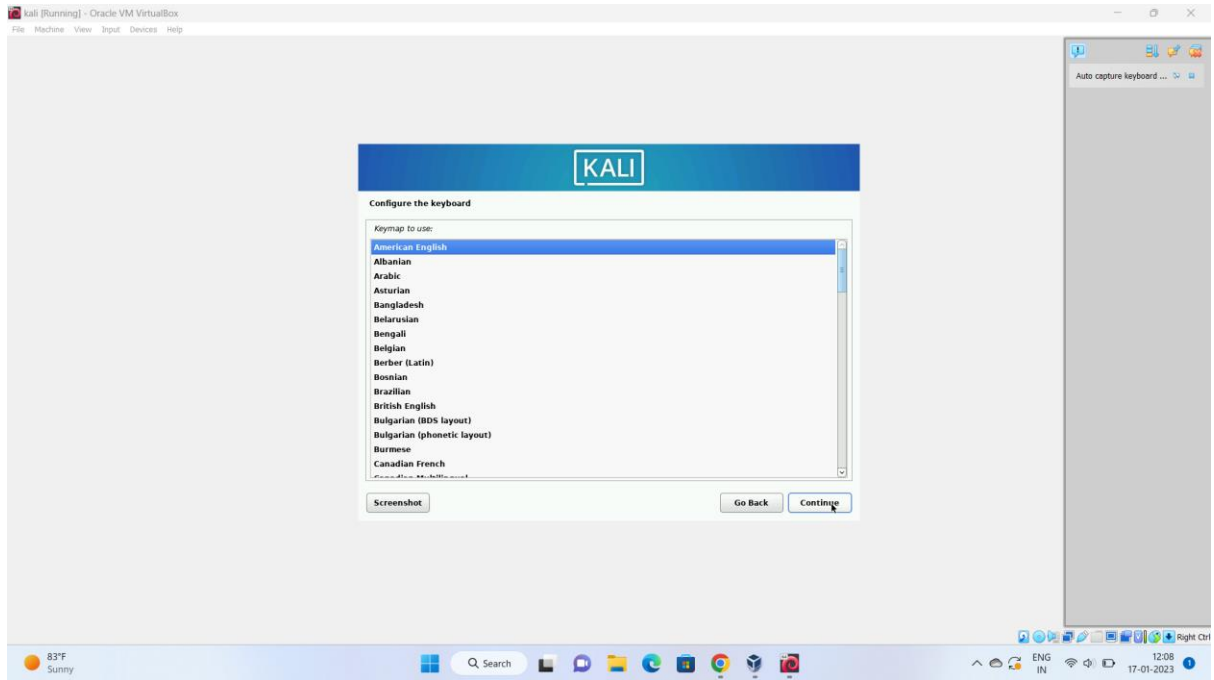 kali [Running] - Oracle VM VirtualBox
File Machine View Input Devices Help
Auto capture keyboard ...
KALI
Configure the keyboard
Keymap to use:
American English
Albanian
Arabic
Asturian
Bangladesh
Belarusian
Bengali
Belgian
Berber (Latin)
Bosnian
Brazilian
British English
Bulgarian (BDS layout)
Bulgarian (phonetic layout)
Burmese
Canadian French
Canadian Multilingual
Screenshot
Go Back
Continue
Right Ctrl
83°F
Sunny
Search
ENG
IN
12:08
17-01-2023
1